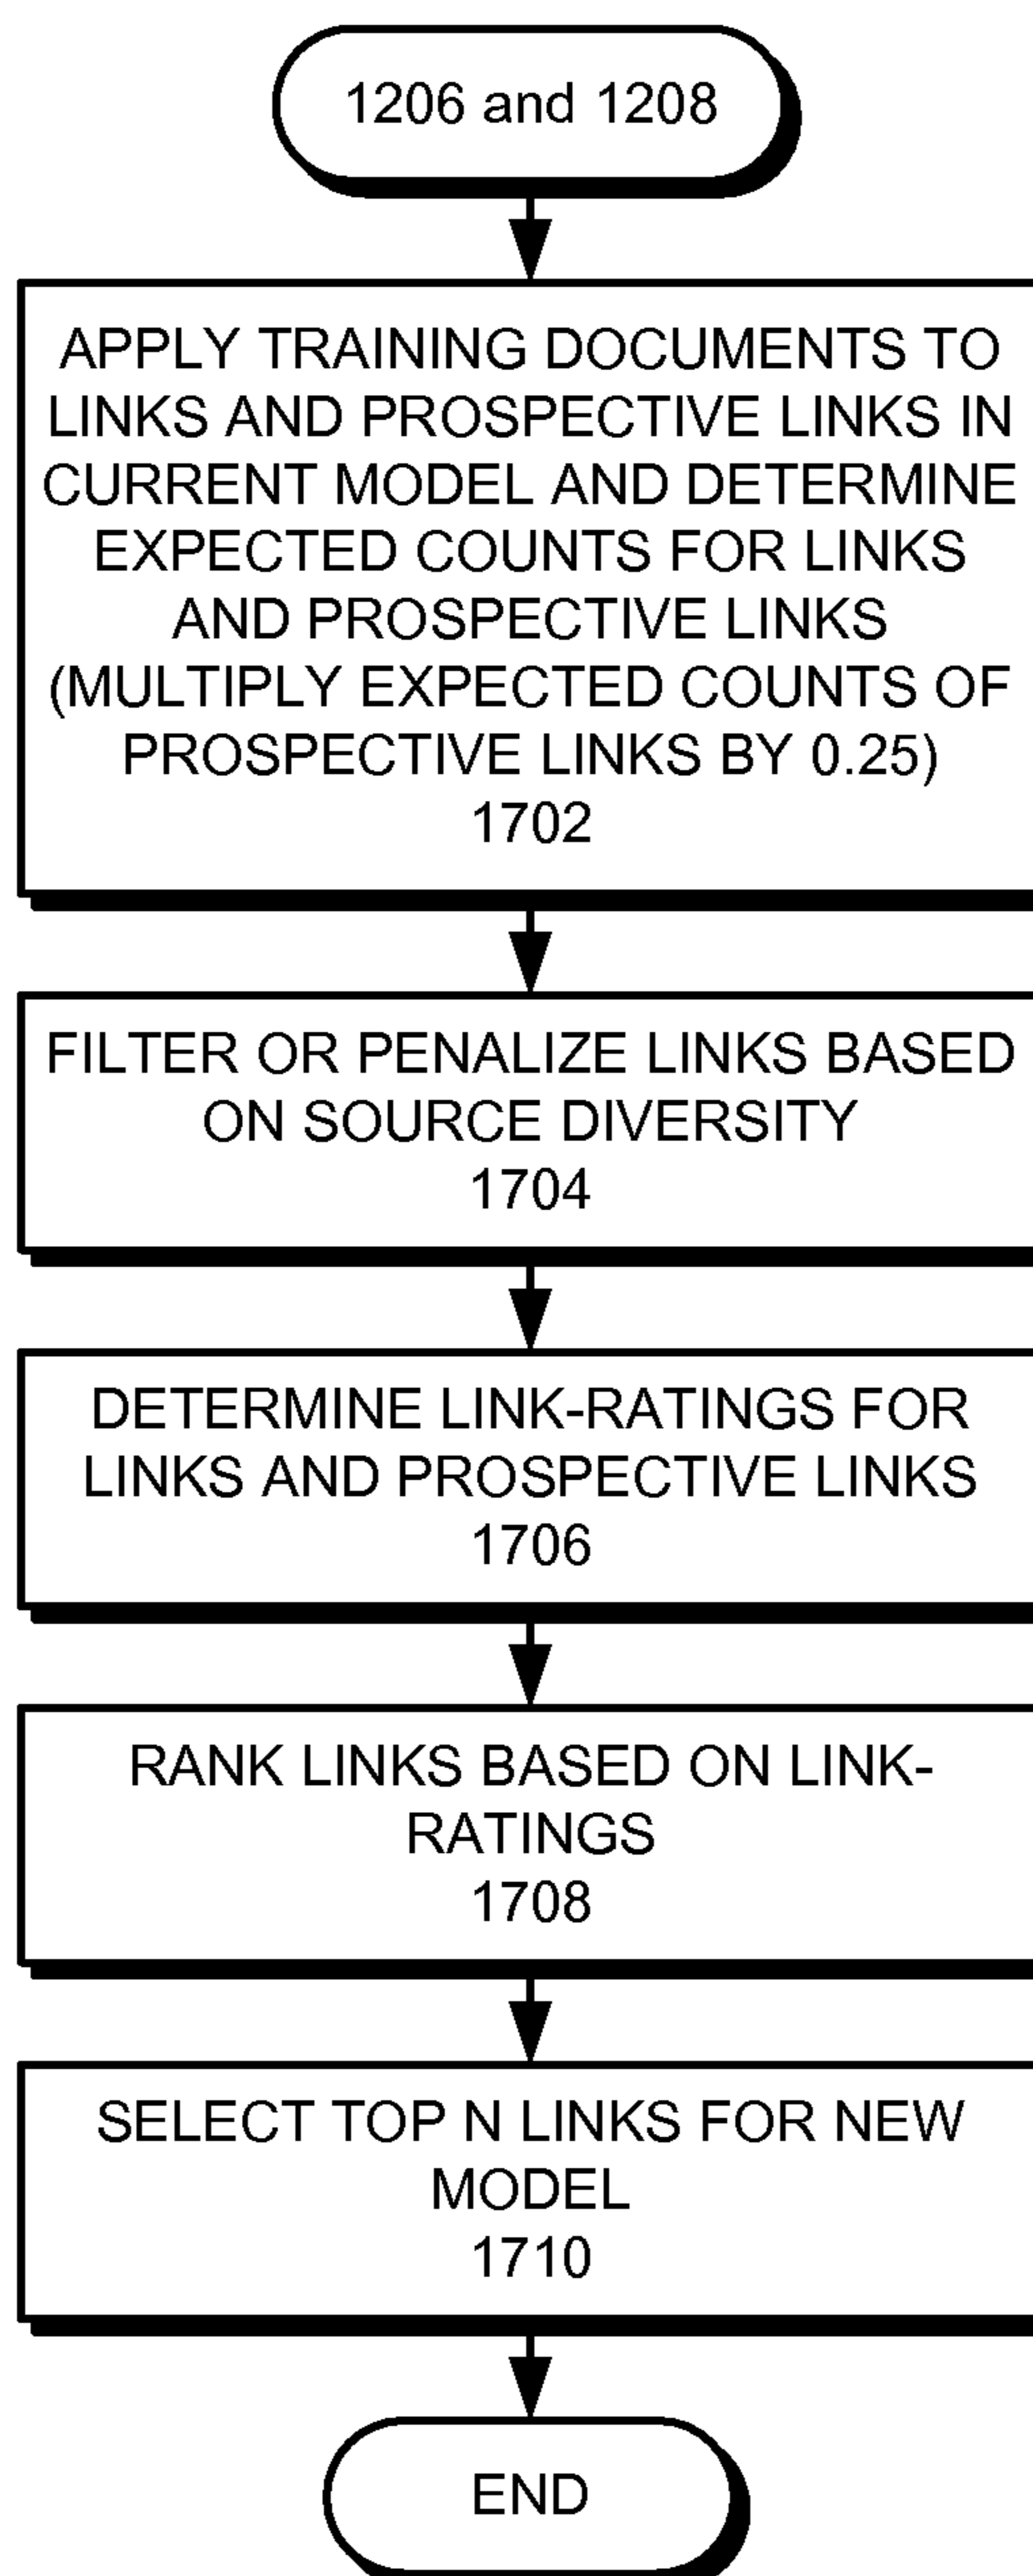 1206 and 1208
APPLY TRAINING DOCUMENTS TO
LINKS AND PROSPECTIVE LINKS IN
CURRENT MODEL AND DETERMINE
EXPECTED COUNTS FOR LINKS
AND PROSPECTIVE LINKS
(MULTIPLY EXPECTED COUNTS OF
PROSPECTIVE LINKS BY 0.25)
1702
FILTER OR PENALIZE LINKS BASED
ON SOURCE DIVERSITY
1704
DETERMINE LINK-RATINGS FOR
LINKS AND PROSPECTIVE LINKS
1706
RANK LINKS BASED ON LINK-
RATINGS
1708
SELECT TOP N LINKS FOR NEW
MODEL
1710
END